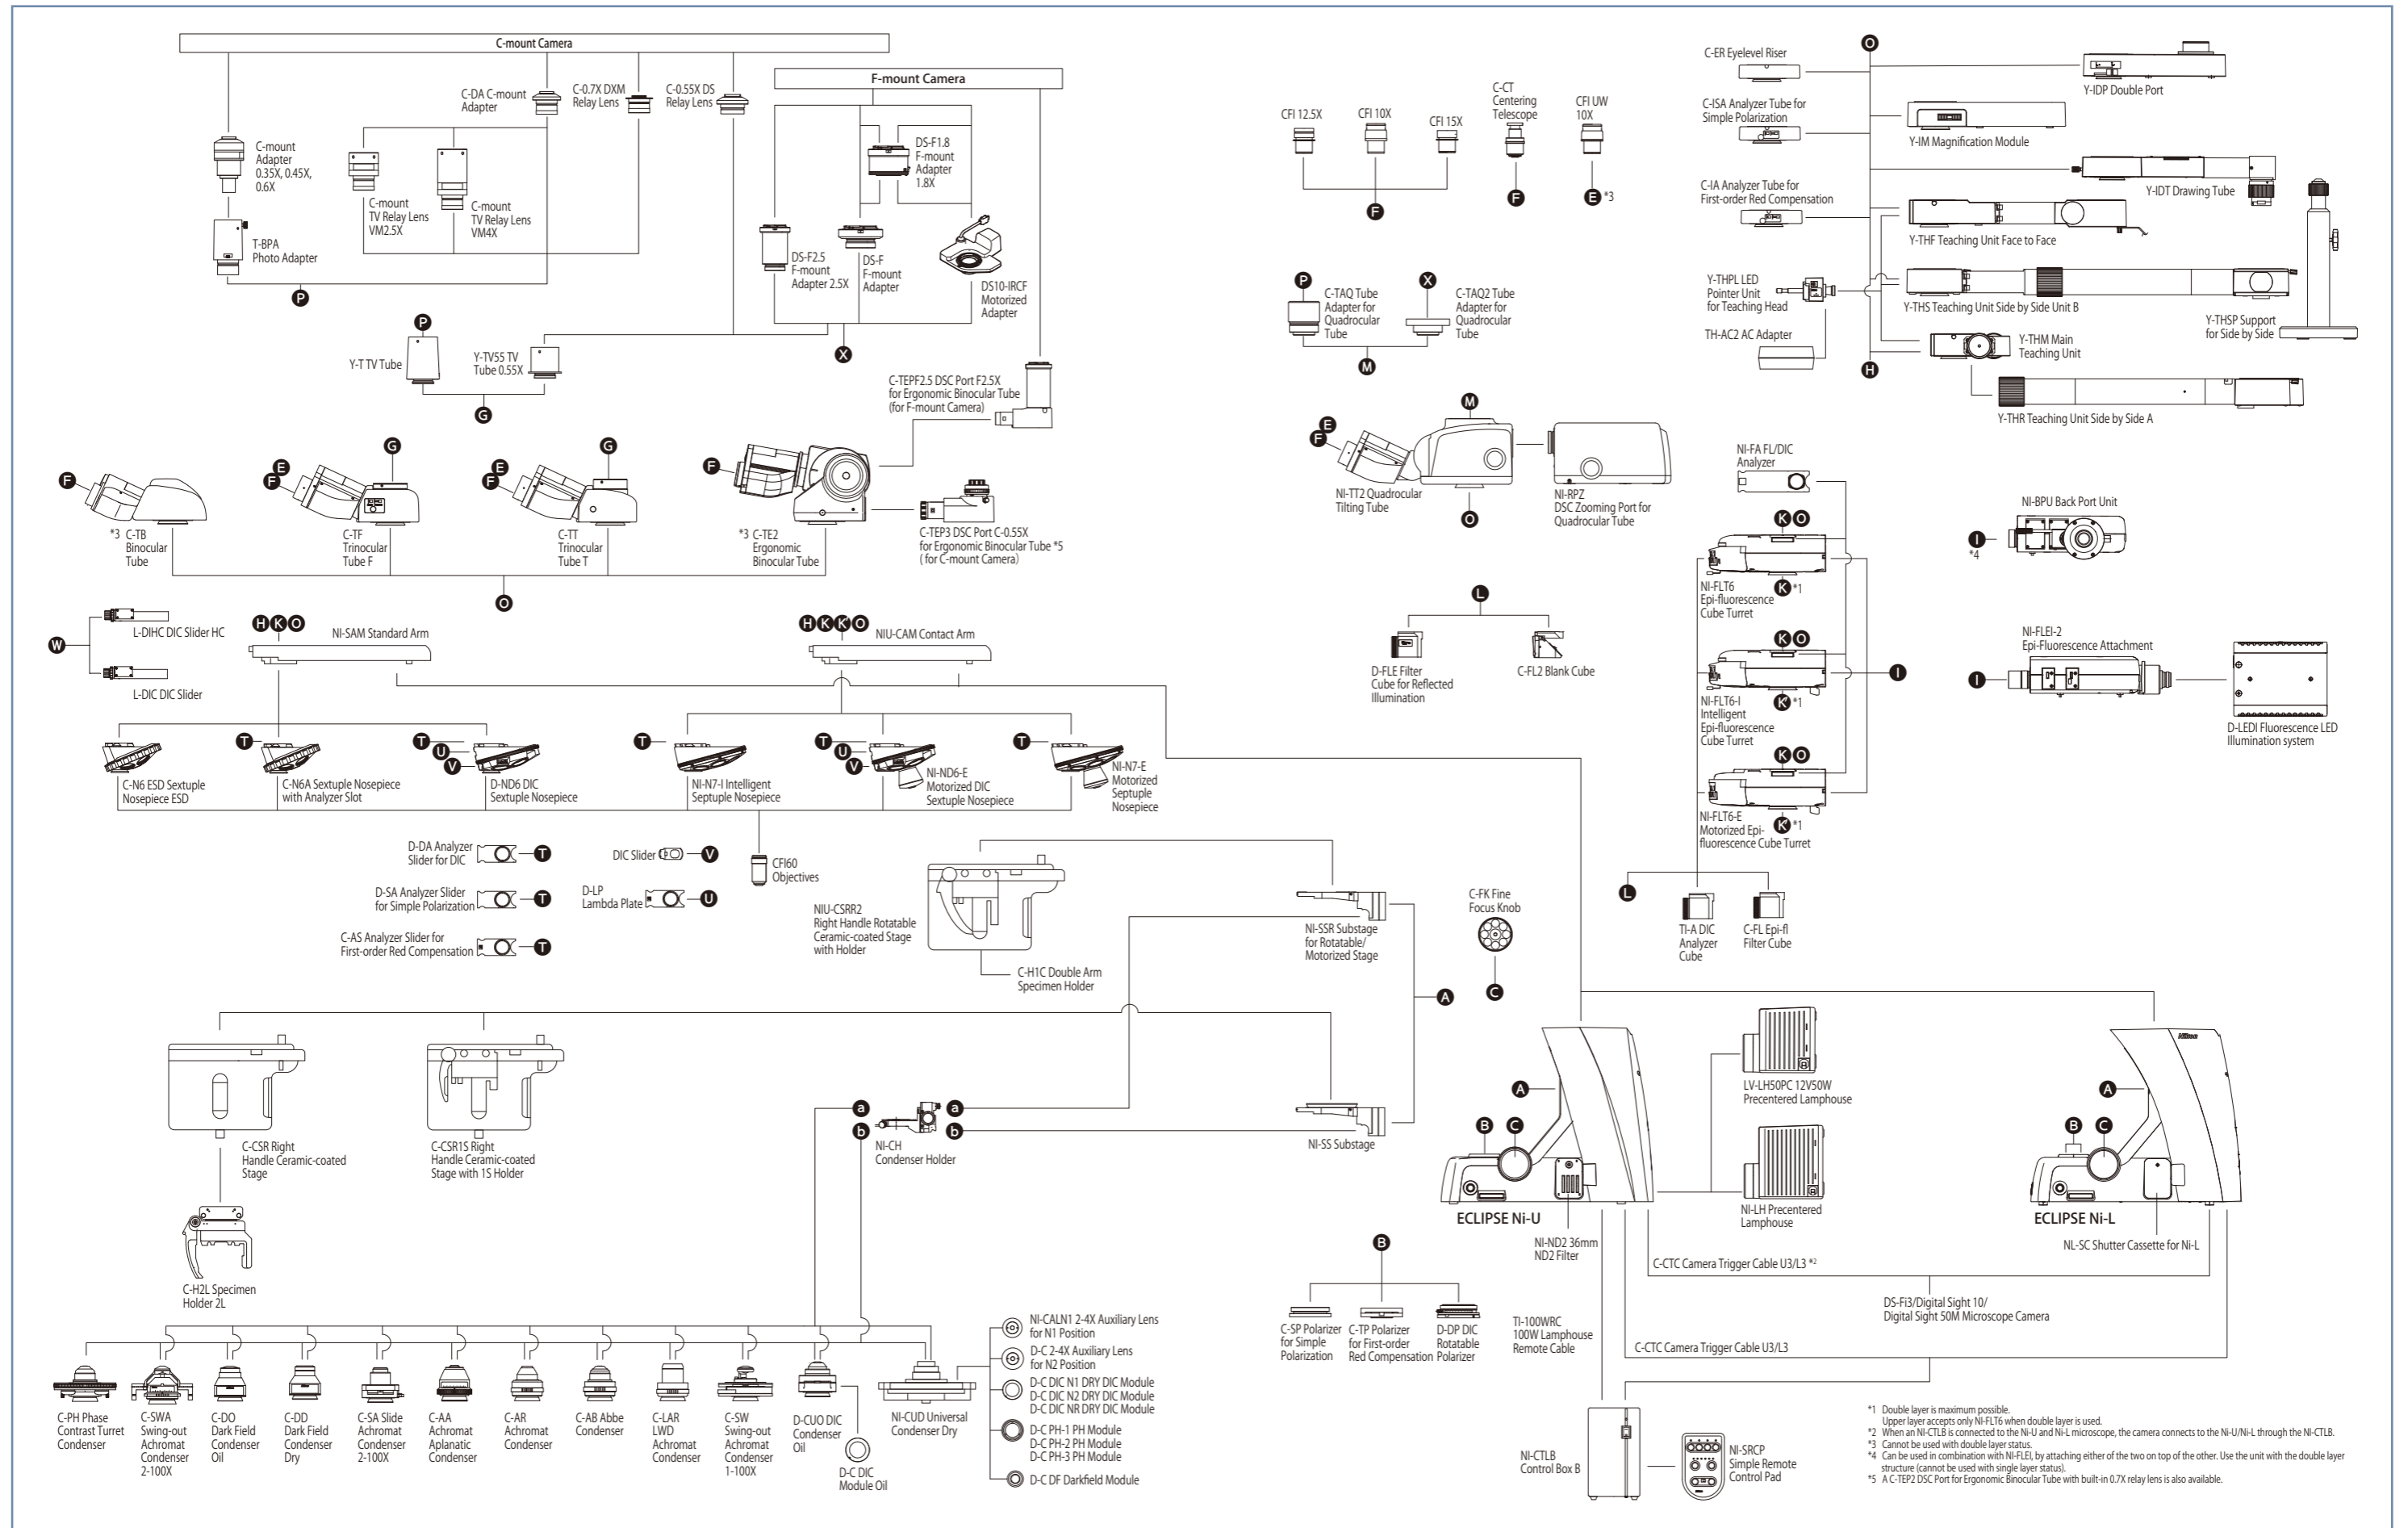 C-mount Camera
F-mount Camera
C-DA C-mount
Adapter
C-0.7X DXM
Relay Lens
C-0.55X DS
Relay Lens
C-mount
Adapter
0.35X, 0.45X,
0.6X
C-mount
TV Relay Lens
VM2.5X
C-mount
TV Relay Lens
VM4X
DS-F1.8
F-mount
Adapter
1.8X
T-BPA
Photo Adapter
DS-F2.5
F-mount
Adapter 2.5X
DS-F
F-mount
Adapter
DS10-IRCF
Motorized
Adapter
P
P
Y-T TV Tube
Y-TV55 TV
Tube 0.55X
X
G
C-TEPF2.5 DSC Port F2.5X
for Ergonomic Binocular Tube
(for F-mount Camera)
CFI 12.5X
CFI 10X
CFI 15X
C-CT
Centering
Telescope
CFI UW
10X
F
F
E *3
P
C-TAQ Tube
Adapter for
Quadrocular
Tube
X
C-TAQ2 Tube
Adapter for
Quadrocular
Tube
M
O
C-ER Eyelevel Riser
Y-IDP Double Port
C-ISA Analyzer Tube for
Simple Polarization
Y-IM Magnification Module
Y-IDT Drawing Tube
C-IA Analyzer Tube for
First-order Red Compensation
Y-THF Teaching Unit Face to Face
Y-THPL LED
Pointer Unit
for Teaching Head
Y-THS Teaching Unit Side by Side Unit B
Y-THSP Support
for Side by Side
TH-AC2 AC Adapter
Y-THM Main
Teaching Unit
H
Y-THR Teaching Unit Side by Side A
F
*3 C-TB
Binocular
Tube
E
F
G
C-TF
Trinocular
Tube F
E
F
G
C-TT
Trinocular
Tube T
F
*3 C-TE2
Ergonomic
Binocular Tube
C-TEP3 DSC Port C-0.55X
for Ergonomic Binocular Tube *5
( for C-mount Camera)
O
M
E
F
NI-TT2 Quadrocular
Tilting Tube
O
NI-RPZ
DSC Zooming Port for
Quadrocular Tube
NI-FA FL/DIC
Analyzer
NI-BPU Back Port Unit
I
*4
K O
NI-FLT6
Epi-fluorescence
Cube Turret
K *1
K O
NI-FLT6-I
Intelligent
Epi-fluorescence
Cube Turret
K' *1
I
K O
NI-FLT6-E
Motorized Epi-
fluorescence Cube Turret
K' *1
NI-FLEI-2
Epi-Fluorescence Attachment
I
D-LEDI Fluorescence LED
Illumination system
L
D-FLE Filter
Cube for Reflected
Illumination
C-FL2 Blank Cube
L
TI-A DIC
Analyzer
Cube
C-FL Epi-fl
Filter Cube
W
L-DIHC DIC Slider HC
L-DIC DIC Slider
H K O
NI-SAM Standard Arm
H K K' O
NIU-CAM Contact Arm
C-N6 ESD Sextuple
Nosepiece ESD
T
C-N6A Sextuple Nosepiece
with Analyzer Slot
T
U
V
D-ND6 DIC
Sextuple Nosepiece
T
NI-N7-I Intelligent
Septuple Nosepiece
T
U
V
NI-ND6-E
Motorized DIC
Sextuple Nosepiece
T
NI-N7-E
Motorized
Septuple
Nosepiece
D-DA Analyzer
Slider for DIC
T
D-SA Analyzer Slider
for Simple Polarization
T
C-AS Analyzer Slider for
First-order Red Compensation
T
DIC Slider
V
D-LP
Lambda Plate
U
CFI60
Objectives
NIU-CSRR2
Right Handle Rotatable
Ceramic-coated Stage
with Holder
C-H1C Double Arm
Specimen Holder
NI-SSR Substage
for Rotatable/
Motorized Stage
A
C-FK Fine
Focus Knob
C
C-CSR Right
Handle Ceramic-coated
Stage
C-CSR1S Right
Handle Ceramic-coated
Stage with 1S Holder
C-H2L Specimen
Holder 2L
a
b
NI-CH
Condenser Holder
a
b
NI-SS Substage
A
B
C
ECLIPSE Ni-U
NI-ND2 36mm
ND2 Filter
LV-LH50PC 12V50W
Precentered Lamphouse
NI-LH Precentered
Lamphouse
Nikon
A
B
C
ECLIPSE Ni-L
NL-SC Shutter Cassette for Ni-L
C-CTC Camera Trigger Cable U3/L3 *2
DS-Fi3/Digital Sight 10/
Digital Sight 50M Microscope Camera
C-CTC Camera Trigger Cable U3/L3
TI-100WRC
100W Lamphouse
Remote Cable
B
C-SP Polarizer
for Simple
Polarization
C-TP Polarizer
for First-order
Red Compensation
D-DP DIC
Rotatable
Polarizer
NI-CTLB
Control Box B
NI-SRCP
Simple Remote
Control Pad
C-PH Phase
Contrast Turret
Condenser
C-SWA
Swing-out
Achromat
Condenser
2-100X
C-DO
Dark Field
Condenser
Oil
C-DD
Dark Field
Condenser
Dry
C-SA Slide
Achromat
Condenser
2-100X
C-AA
Achromat
Aplanatic
Condenser
C-AR
Achromat
Condenser
C-AB Abbe
Condenser
C-LAR
LWD
Achromat
Condenser
C-SW
Swing-out
Achromat
Condenser
1-100X
D-CUO DIC
Condenser
Oil
D-C DIC
Module Oil
NI-CUD Universal
Condenser Dry
NI-CALN1 2-4X Auxiliary Lens
for N1 Position
D-C 2-4X Auxiliary Lens
for N2 Position
D-C DIC N1 DRY DIC Module
D-C DIC N2 DRY DIC Module
D-C DIC NR DRY DIC Module
D-C PH-1 PH Module
D-C PH-2 PH Module
D-C PH-3 PH Module
D-C DF Darkfield Module
*1 Double layer is maximum possible.
Upper layer accepts only NI-FLT6 when double layer is used.
*2 When an NI-CTLB is connected to the Ni-U and Ni-L microscope, the camera connects to the Ni-U/Ni-L through the NI-CTLB.
*3 Cannot be used with double layer status.
*4 Can be used in combination with NI-FLEI, by attaching either of the two on top of the other. Use the unit with the double layer
structure (cannot be used with single layer status).
*5 A C-TEP2 DSC Port for Ergonomic Binocular Tube with built-in 0.7X relay lens is also available.